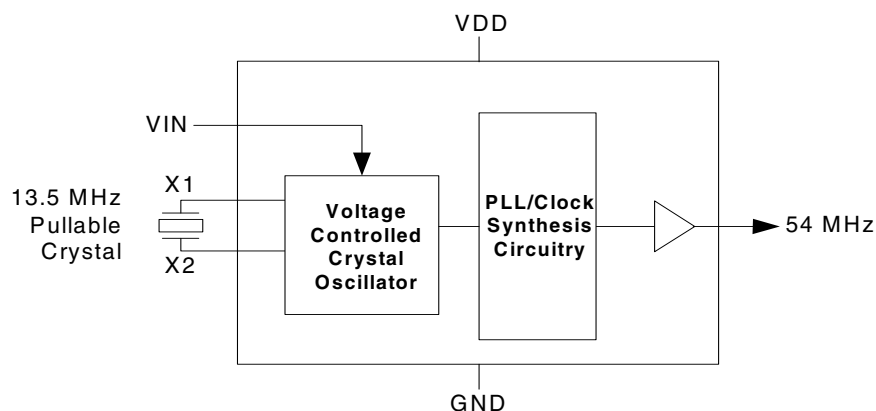 VDD
VIN
13.5 MHz
Pullable
Crystal
X1
X2
Voltage
Controlled
Crystal
Oscillator
PLL/Clock
Synthesis
Circuitry
54 MHz
GND